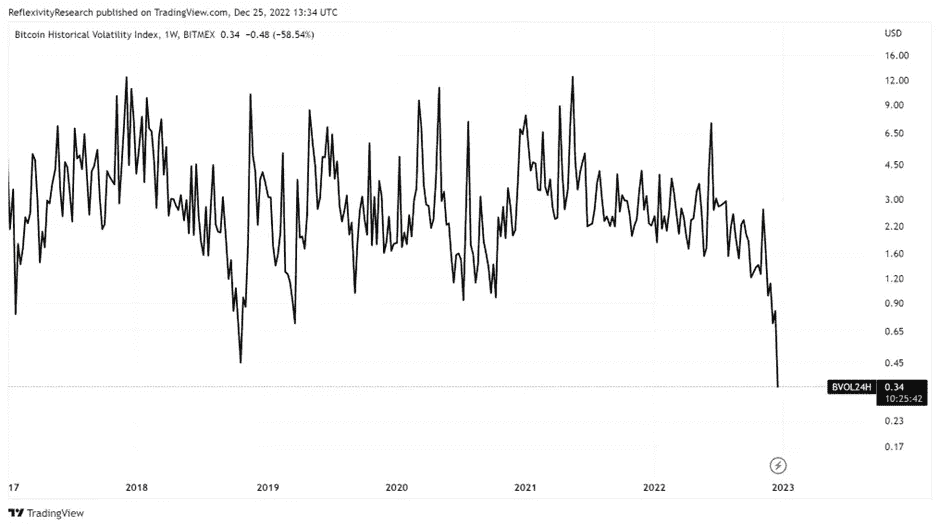 ReflexivityResearch published on TradingView.com, Dec 25, 2022 13:34 UTC
Bitcoin Historical Volatility Index, 1W, BITMEX 0.34 −0.48 (−58.54%)
USD
16.00
12.00
9.00
6.50
4.50
3.00
2.20
1.60
1.20
0.90
0.65
0.45
BVOL24H 0.34
10:25:42
0.23
0.17
17 2018 2019 2020 2021 2022 2023
TradingView